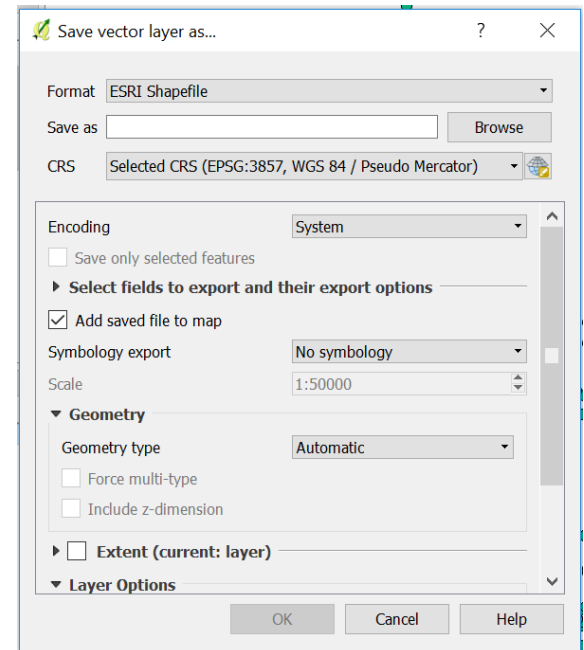 Save vector layer as...
Format ESRI Shapefile
Save as Browse
CRS Selected CRS (EPSG:3857, WGS 84 / Pseudo Mercator)
Encoding System
Save only selected features
Select fields to export and their export options
Add saved file to map
Symbology export No symbology
Scale 1:50000
Geometry
Geometry type Automatic
Force multi-type
Include z-dimension
Extent (current: layer)
Layer Options
OK Cancel Help